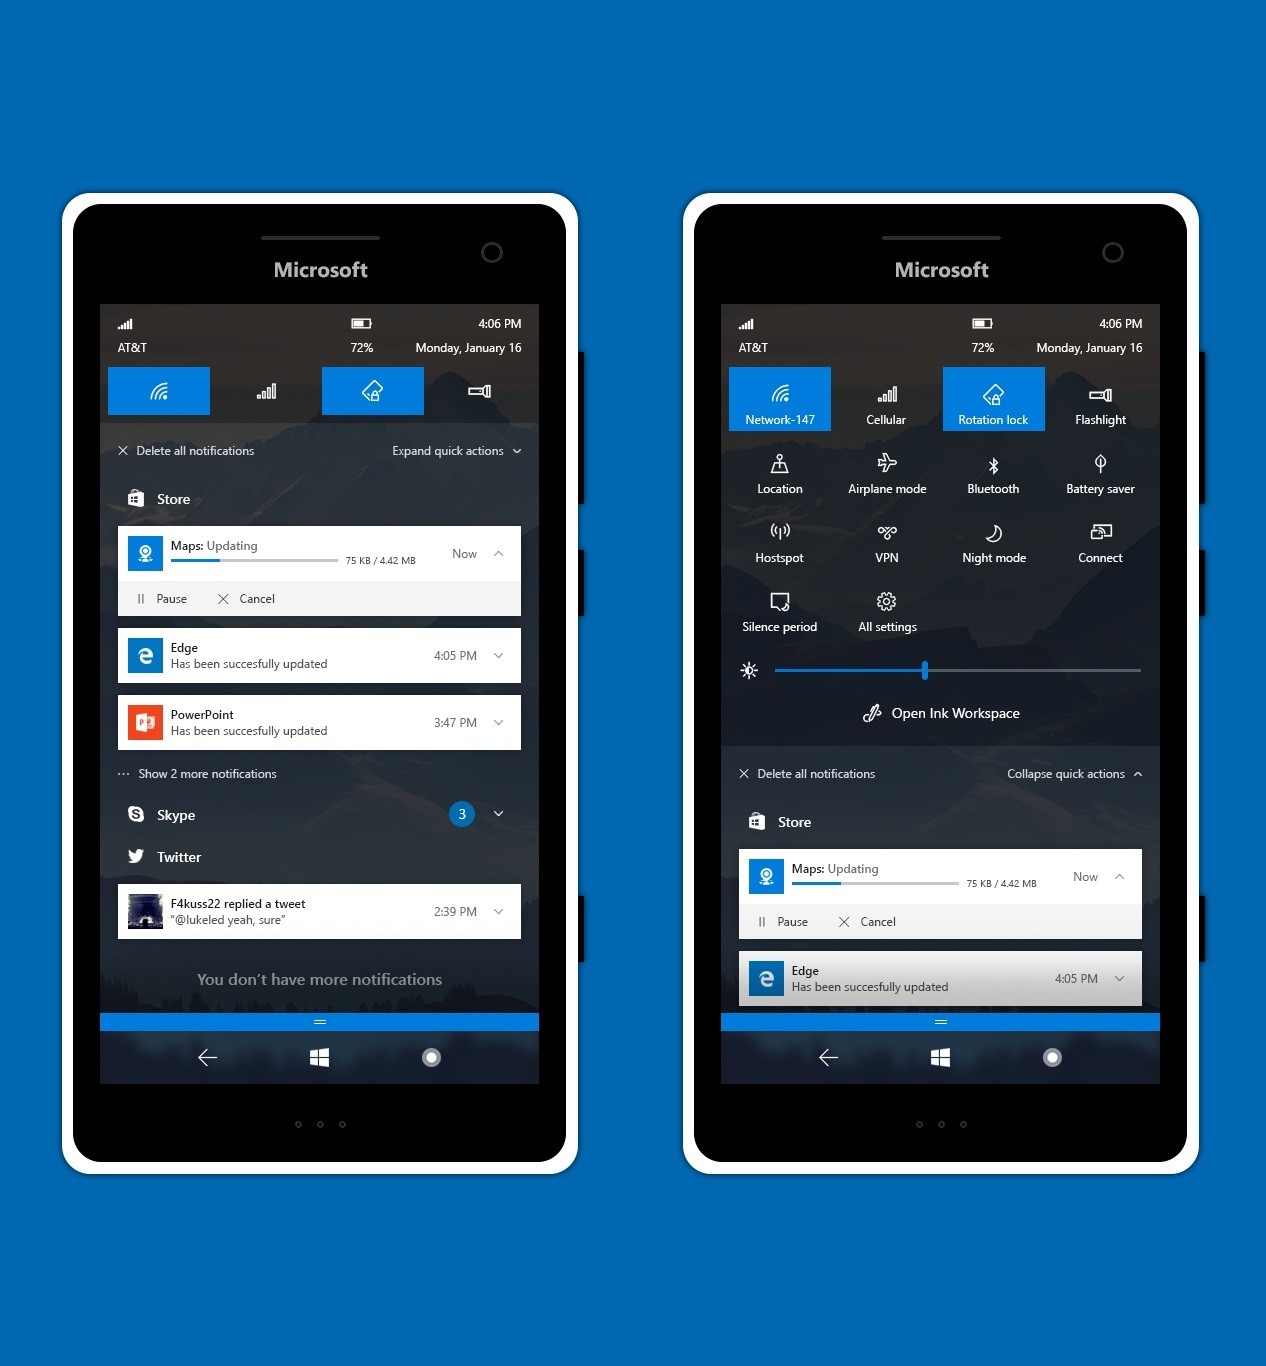 Microsoft
AT&T 72% 4:06 PM
Monday, January 16
Delete all notifications Expand quick actions
Store
Maps: Updating
75 KB / 4.42 MB
Now
Pause Cancel
Edge
Has been succesfully updated
4:05 PM
PowerPoint
Has been succesfully updated
3:47 PM
Show 2 more notifications
Skype 3
Twitter
F4kuss22 replied a tweet
"@lukeled yeah, sure"
2:39 PM
You don't have more notifications
Microsoft
AT&T 72% 4:06 PM
Monday, January 16
Network-147 Cellular Rotation lock Flashlight
Location Airplane mode Bluetooth Battery saver
Hostspot VPN Night mode Connect
Silence period All settings
Open Ink Workspace
Delete all notifications Collapse quick actions
Store
Maps: Updating
75 KB / 4.42 MB
Now
Pause Cancel
Edge
Has been succesfully updated
4:05 PM